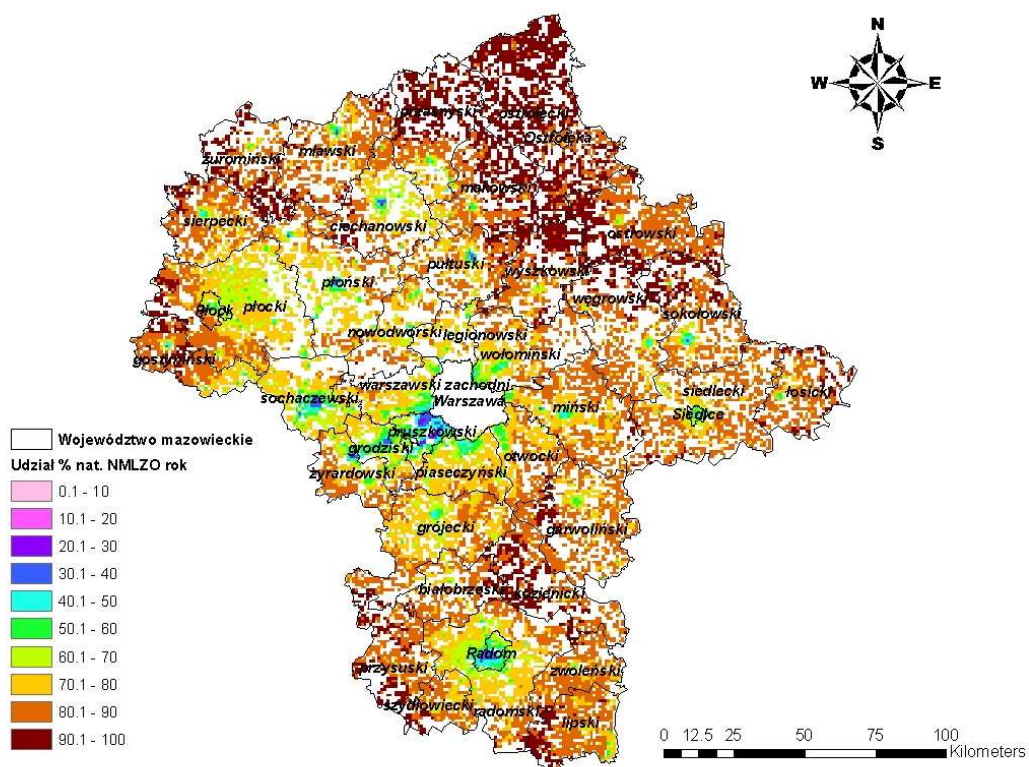 N
W E
S
przasnyski
ostrołęcki
Ostrołęka
żuromiński
mławski
makowski
sierpecki
ciechanowski
ostrowski
pułtuski
wyszkowski
płoński
płocki
Płock
węgrowski
sokołowski
nowodworski
legionowski
wołomiński
gostyniński
warszawski zachodni
sochaczewski
Warszawa
miński
siedlecki
łosicki
Siedlce
pruszkowski
grodziski
otwocki
żyrardowski
piaseczyński
grójecki
garwoliński
białobrzeski
kozienicki
Radom
przysuski
zwoleński
szydłowiecki
radomski
lipski
Województwo mazowieckie
Udział % nat. NMLZO rok
0.1 - 10
10.1 - 20
20.1 - 30
30.1 - 40
40.1 - 50
50.1 - 60
60.1 - 70
70.1 - 80
80.1 - 90
90.1 - 100
0 12.5 25 50 75 100
Kilometers